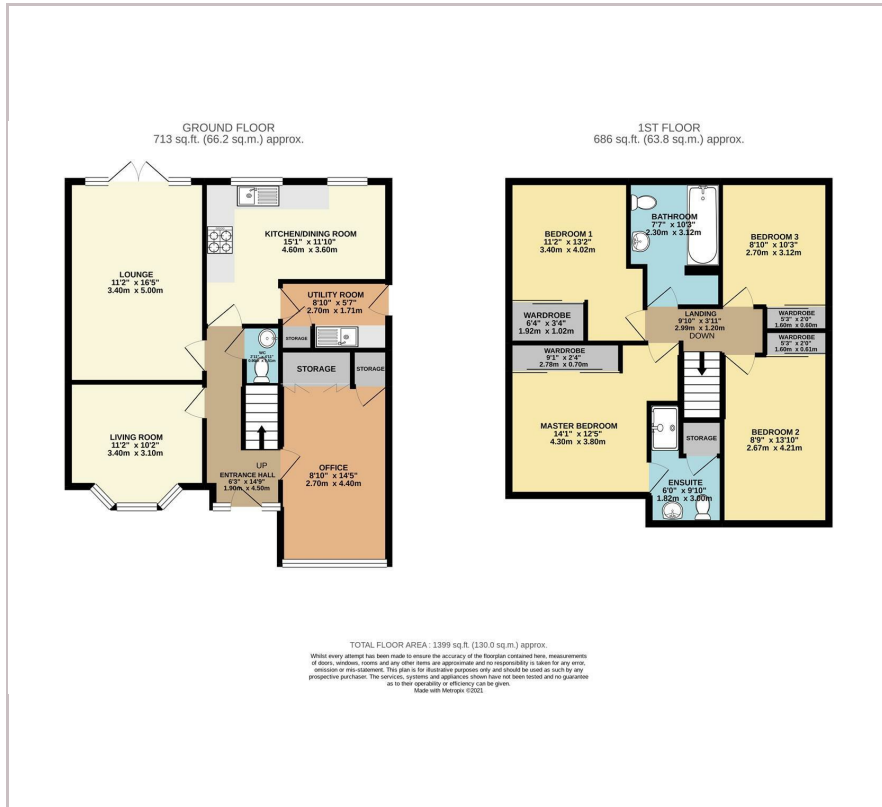 GROUND FLOOR
713 sq.ft. (66.2 sq.m.) approx.
LOUNGE
11'2" x 16'5"
3.40m x 5.00m
KITCHEN/DINING ROOM
15'1" x 11'10"
4.60m x 3.60m
UTILITY ROOM
8'10" x 5'7"
2.70m x 1.71m
STORAGE
WC
STORAGE
STORAGE
LIVING ROOM
11'2" x 10'2"
3.40m x 3.10m
UP
ENTRANCE HALL
6'3" x 14'9"
1.90m x 4.50m
OFFICE
8'10" x 14'5"
2.70m x 4.40m
1ST FLOOR
686 sq.ft. (63.8 sq.m.) approx.
BEDROOM 1
11'2" x 13'2"
3.40m x 4.02m
BATHROOM
7'7" x 10'3"
2.30m x 3.12m
BEDROOM 3
8'10" x 10'3"
2.70m x 3.12m
WARDROBE
6'4" x 3'4"
1.92m x 1.02m
LANDING
9'10" x 3'11"
2.99m x 1.20m
DOWN
WARDROBE
5'3" x 2'0"
1.60m x 0.60m
WARDROBE
5'3" x 2'0"
1.60m x 0.61m
WARDROBE
9'1" x 2'4"
2.78m x 0.70m
MASTER BEDROOM
14'1" x 12'5"
4.30m x 3.80m
STORAGE
BEDROOM 2
8'9" x 13'10"
2.67m x 4.21m
ENSUITE
6'0" x 9'10"
1.82m x 3.00m
TOTAL FLOOR AREA : 1399 sq.ft. (130.0 sq.m.) approx.
Whilst every attempt has been made to ensure the accuracy of the floorplan contained here, measurements
of doors, windows, rooms and any other items are approximate and no responsibility is taken for any error,
omission or mis-statement. This plan is for illustrative purposes only and should be used as such by any
prospective purchaser. The services, systems and appliances shown have not been tested and no guarantee
as to their operability or efficiency can be given.
Made with Metropix ©2021